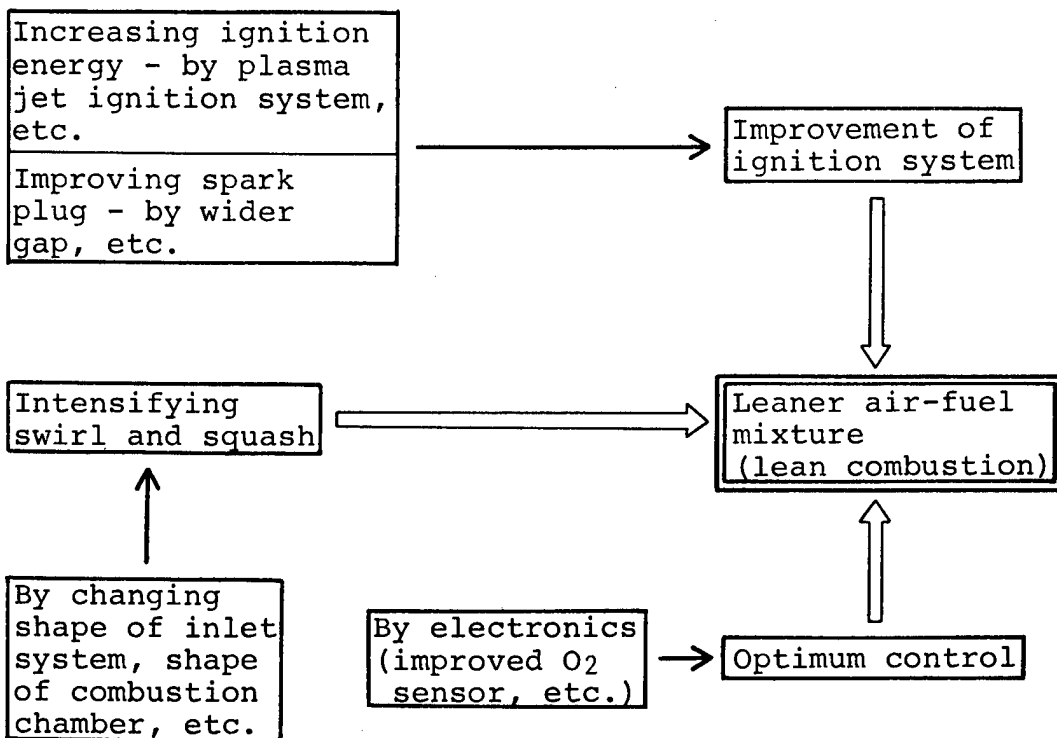 Increasing ignition
energy - by plasma
jet ignition system,
etc.
Improving spark
plug - by wider
gap, etc.
Improvement of
ignition system
Intensifying
swirl and squash
Leaner air-fuel
mixture
(lean combustion)
By changing
shape of inlet
system, shape
of combustion
chamber, etc.
By electronics
(improved O2
sensor, etc.)
Optimum control